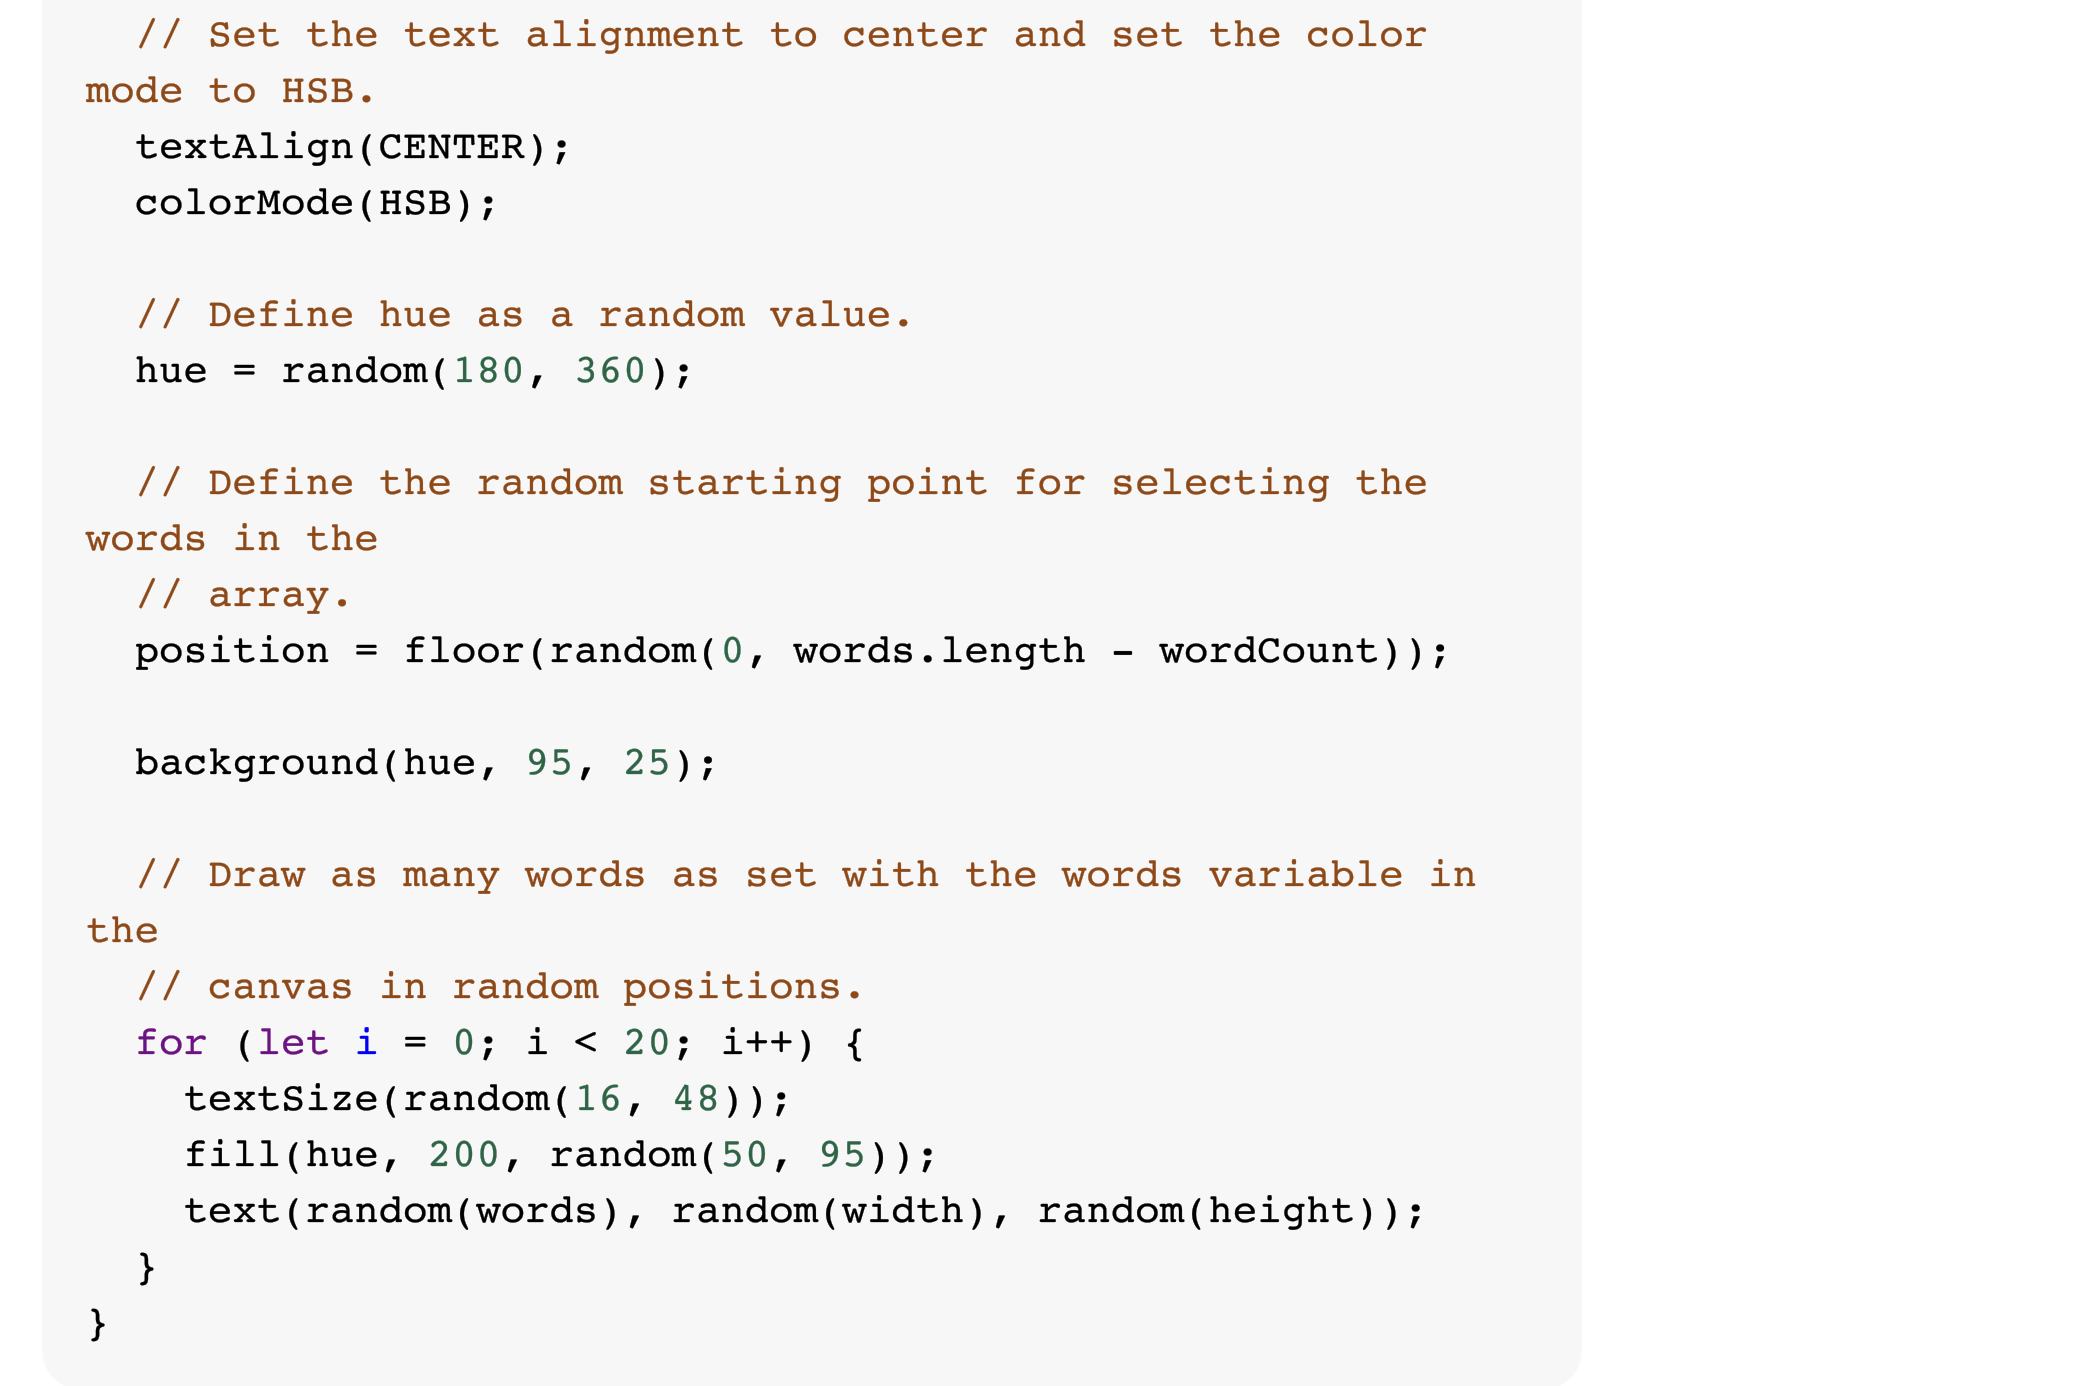 // Set the text alignment to center and set the color
mode to HSB.
textAlign(CENTER);
colorMode(HSB);
// Define hue as a random value.
hue = random(180, 360);
// Define the random starting point for selecting the
words in the
// array.
position = floor(random(0, words.length - wordCount));
background(hue, 95, 25);
// Draw as many words as set with the words variable in
the
// canvas in random positions.
for (let i = 0; i < 20; i++) {
textSize(random(16, 48));
fill(hue, 200, random(50, 95));
text(random(words), random(width), random(height));
}
}